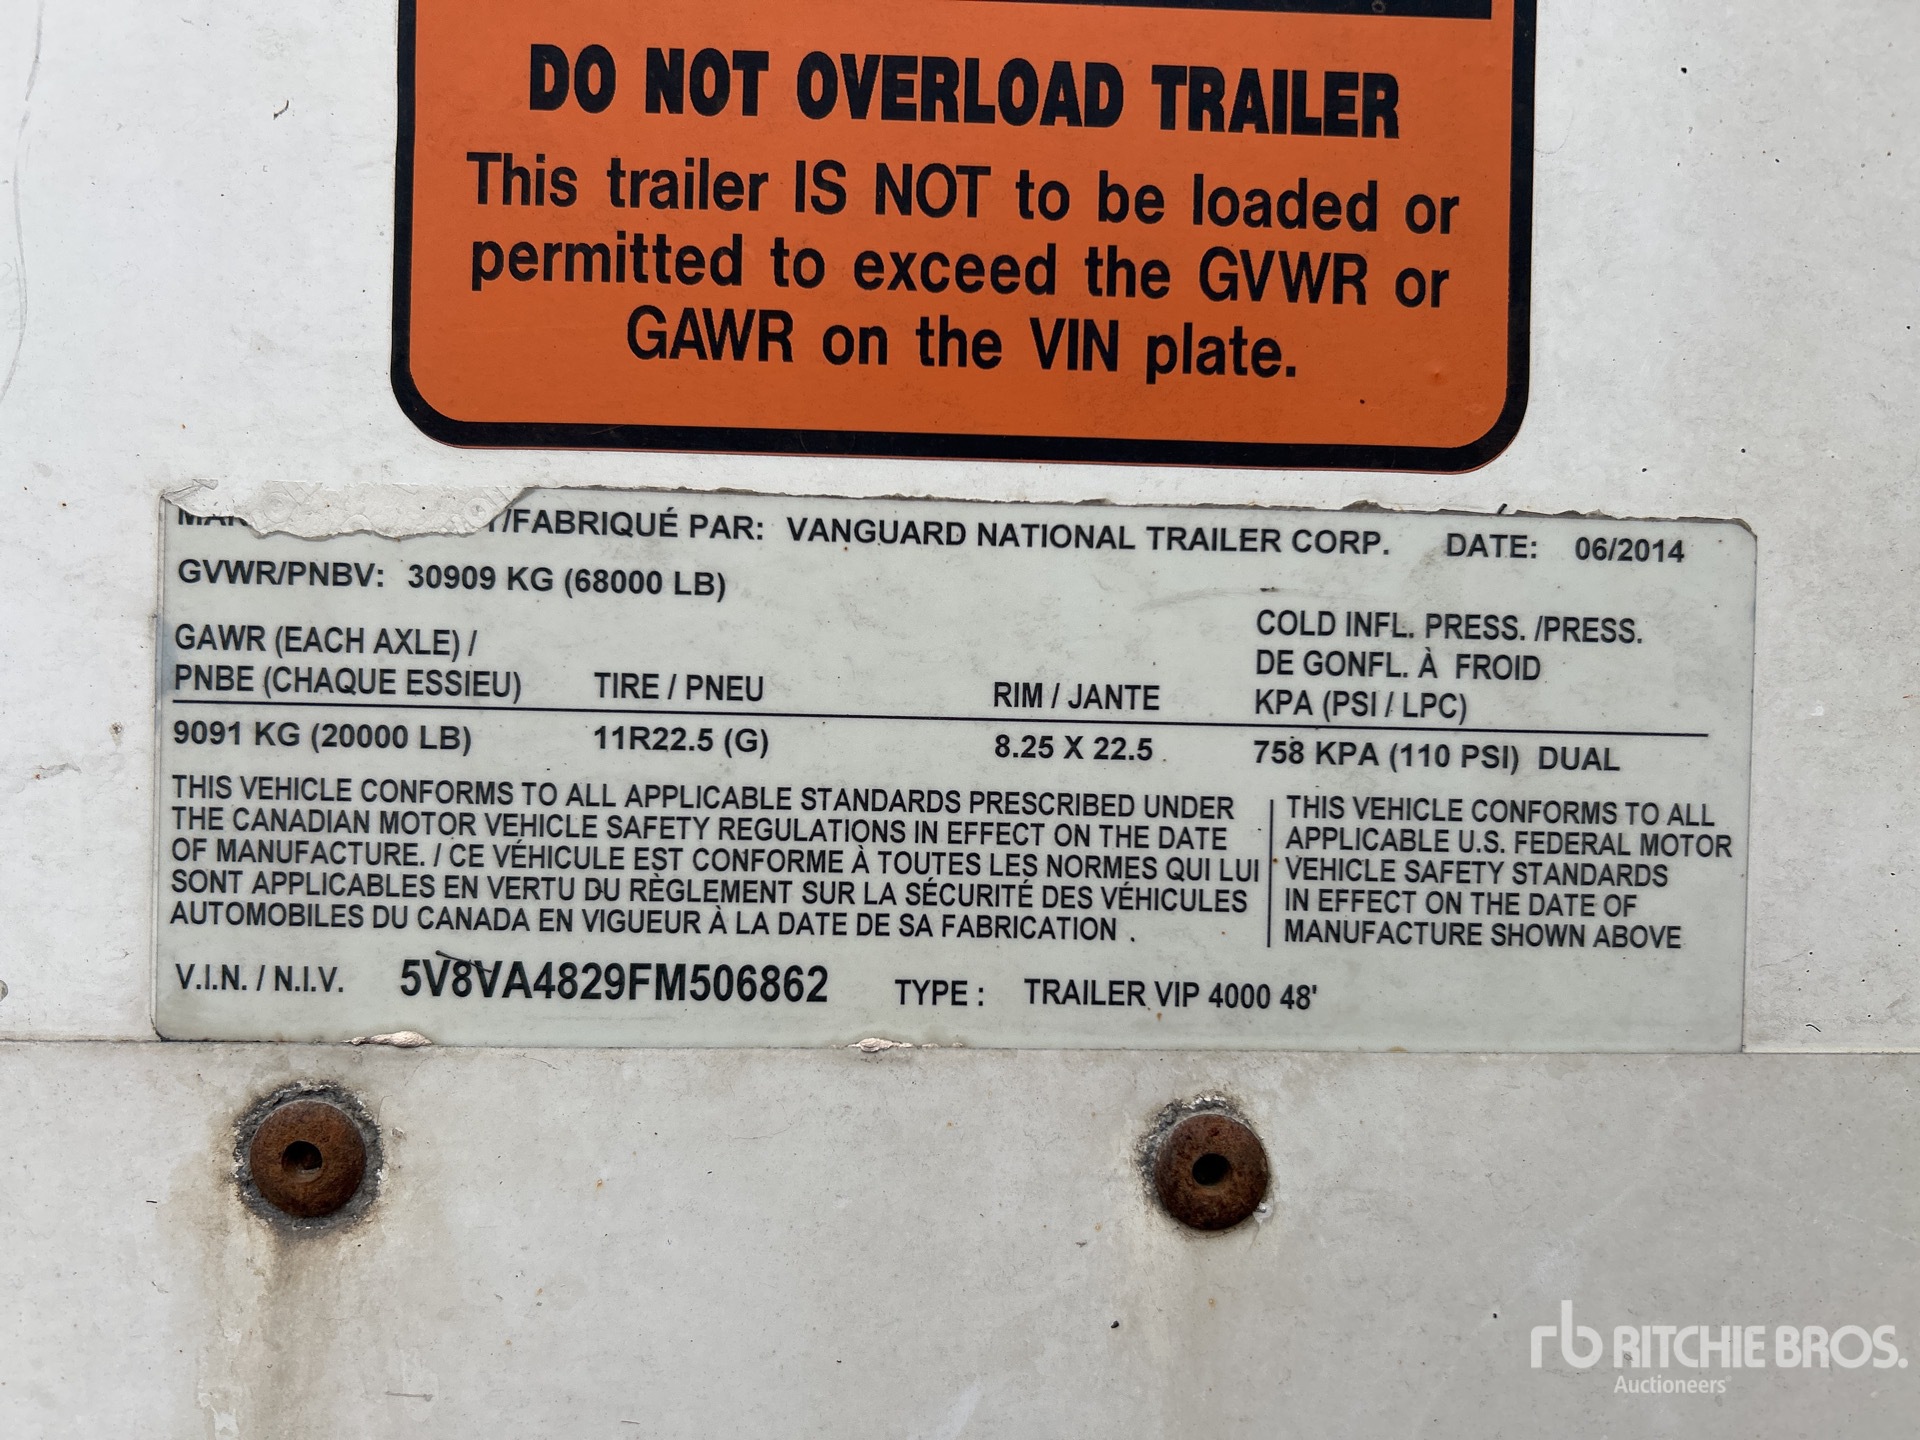 DO NOT OVERLOAD TRAILER
This trailer IS NOT to be loaded or
permitted to exceed the GVWR or
GAWR on the VIN plate.
/FABRIQUÉ PAR: VANGUARD NATIONAL TRAILER CORP. DATE: 06/2014
GVWR/PNBV: 30909 KG (68000 LB)
GAWR (EACH AXLE) /
PNBE (CHAQUE ESSIEU) TIRE / PNEU RIM / JANTE
COLD INFL. PRESS. /PRESS.
DE GONFL. À FROID
KPA (PSI / LPC)
9091 KG (20000 LB) 11R22.5 (G) 8.25 X 22.5 758 KPA (110 PSI) DUAL
THIS VEHICLE CONFORMS TO ALL APPLICABLE STANDARDS PRESCRIBED UNDER
THE CANADIAN MOTOR VEHICLE SAFETY REGULATIONS IN EFFECT ON THE DATE
OF MANUFACTURE. / CE VÉHICULE EST CONFORME À TOUTES LES NORMES QUI LUI
SONT APPLICABLES EN VERTU DU RÈGLEMENT SUR LA SÉCURITÉ DES VÉHICULES
AUTOMOBILES DU CANADA EN VIGUEUR À LA DATE DE SA FABRICATION .
THIS VEHICLE CONFORMS TO ALL
APPLICABLE U.S. FEDERAL MOTOR
VEHICLE SAFETY STANDARDS
IN EFFECT ON THE DATE OF
MANUFACTURE SHOWN ABOVE
V.I.N. / N.I.V. 5V8VA4829FM506862 TYPE : TRAILER VIP 4000 48'
rb RITCHIE BROS.
Auctioneers